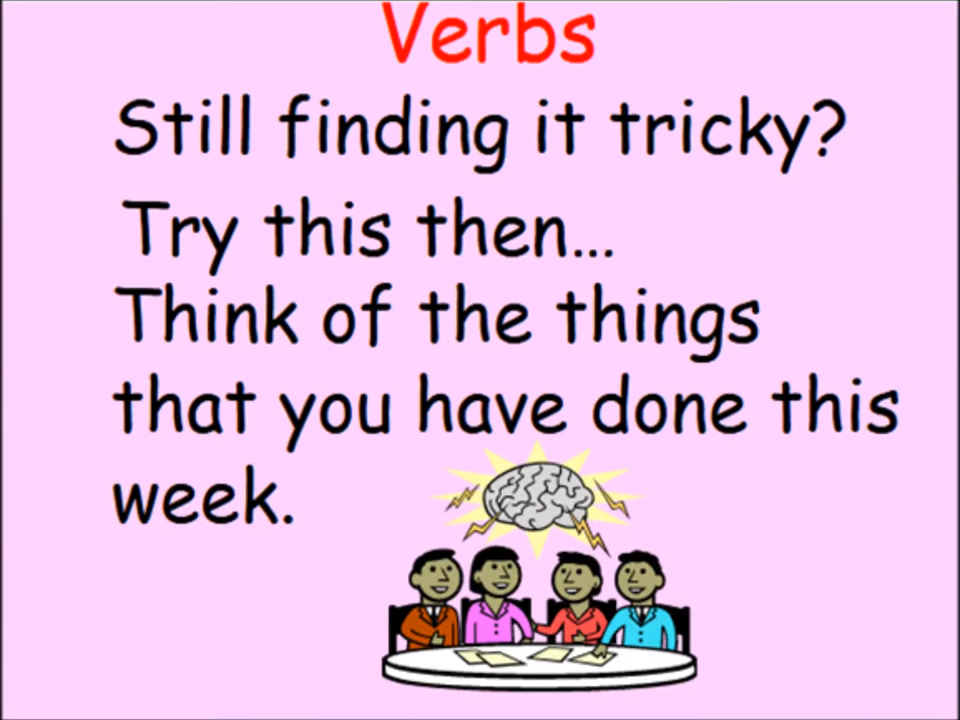 Verbs
Still finding it tricky?
Try this then...
Think of the things
that you have done this
week.